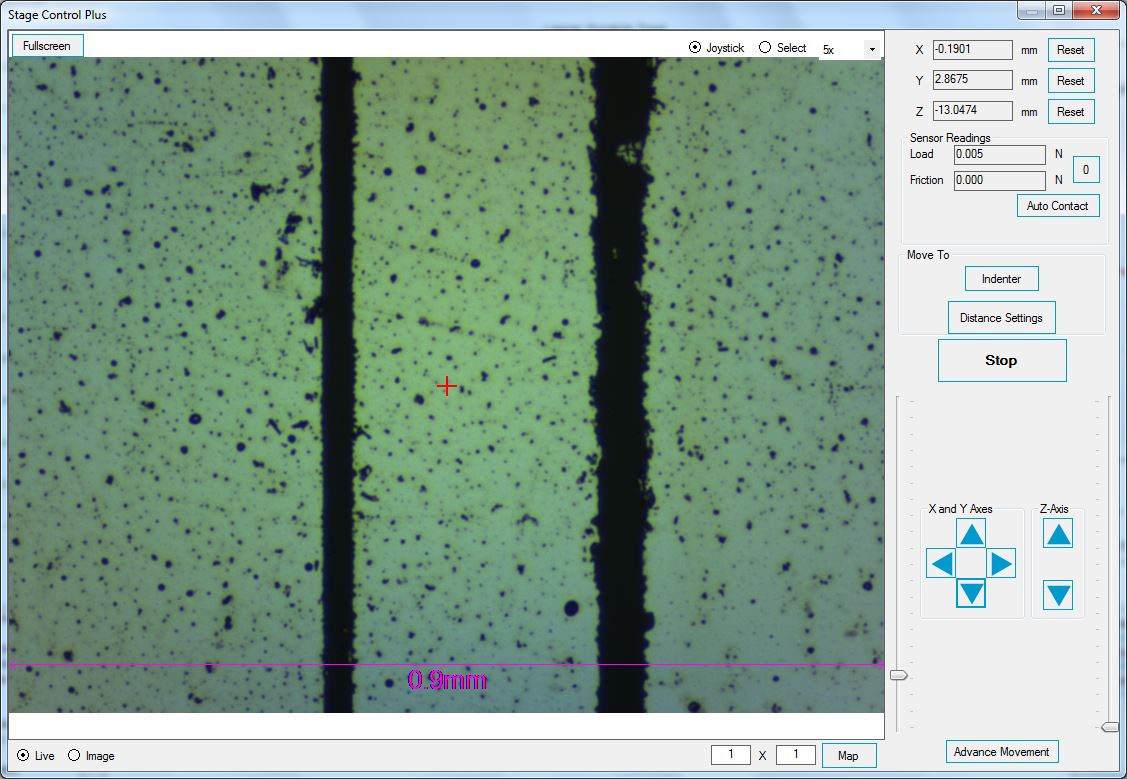 Stage Control Plus
Fullscreen
Joystick Select 5x
X -0.1901 mm Reset
Y 2.8675 mm Reset
Z -13.0474 mm Reset
Sensor Readings
Load 0.005 N
0
Friction 0.000 N
Auto Contact
Move To
Indenter
Distance Settings
Stop
X and Y Axes Z-Axis
0.9mm
Live Image 1 X 1 Map Advance Movement